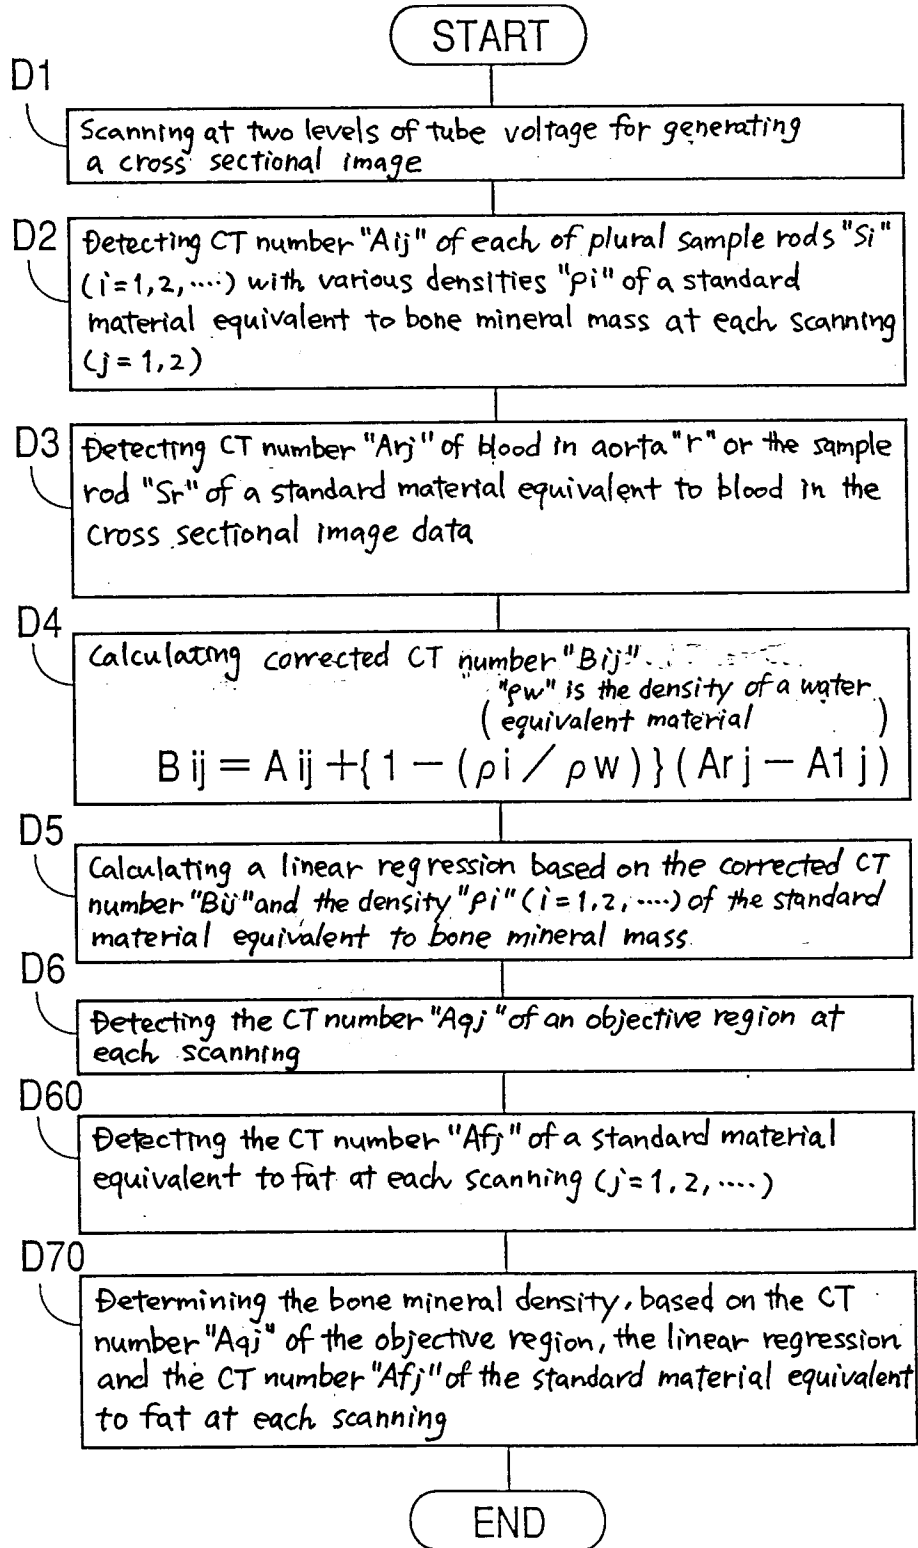 START
D1
Scanning at two levels of tube voltage for generating
a cross sectional image
D2
Detecting CT number "Aij" of each of plural sample rods "Si"
(i=1,2,....) with various densities "ρi" of a standard
material equivalent to bone mineral mass at each scanning
(j=1,2)
D3
Detecting CT number "Arj" of blood in aorta "r" or the sample
rod "Sr" of a standard material equivalent to blood in the
cross sectional image data
D4
Calculating corrected CT number "Bij"
"ρw" is the density of a water
( equivalent material )
Bij = Aij + {1 - (ρi / ρw)} (Arj - A1j)
D5
Calculating a linear regression based on the corrected CT
number "Bij" and the density "ρi" (i=1,2,....) of the standard
material equivalent to bone mineral mass
D6
Detecting the CT number "Aqj" of an objective region at
each scanning
D60
Detecting the CT number "Afj" of a standard material
equivalent to fat at each scanning (j=1,2,....)
D70
Determining the bone mineral density, based on the CT
number "Aqj" of the objective region, the linear regression
and the CT number "Afj" of the standard material equivalent
to fat at each scanning
END